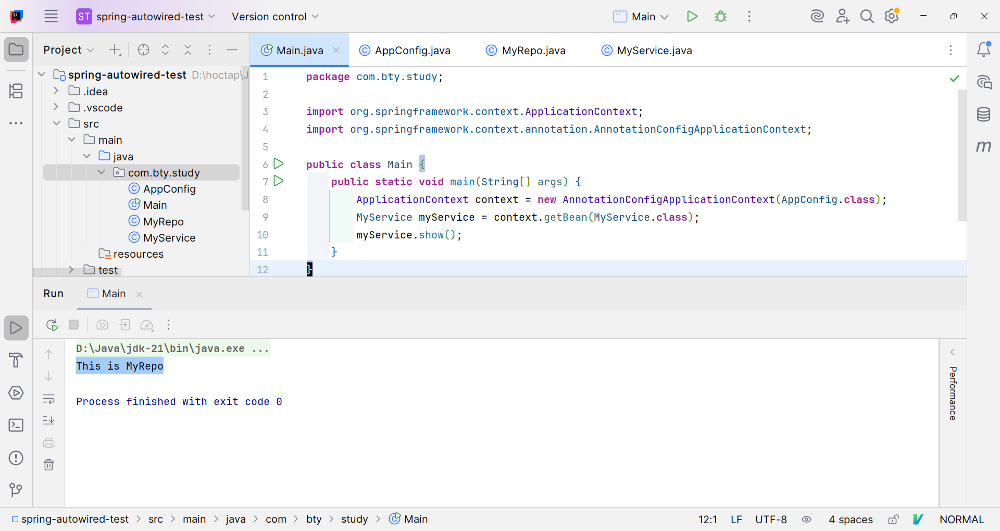 ST spring-autowired-test Version control Main
Project
Main.java AppConfig.java MyRepo.java MyService.java
spring-autowired-test D:\hoctap\J
.idea
.vscode
src
main
java
com.bty.study
AppConfig
Main
MyRepo
MyService
resources
test
1 package com.bty.study;
2
3 import org.springframework.context.ApplicationContext;
4 import org.springframework.context.annotation.AnnotationConfigApplicationContext;
5
6 public class Main {
7 public static void main(String[] args) {
8 ApplicationContext context = new AnnotationConfigApplicationContext(AppConfig.class);
9 MyService myService = context.getBean(MyService.class);
10 myService.show();
11 }
12 }
Run Main
D:\Java\jdk-21\bin\java.exe ...
This is MyRepo
Process finished with exit code 0
Performance
m
spring-autowired-test > src > main > java > com > bty > study > Main 12:1 LF UTF-8 4 spaces NORMAL